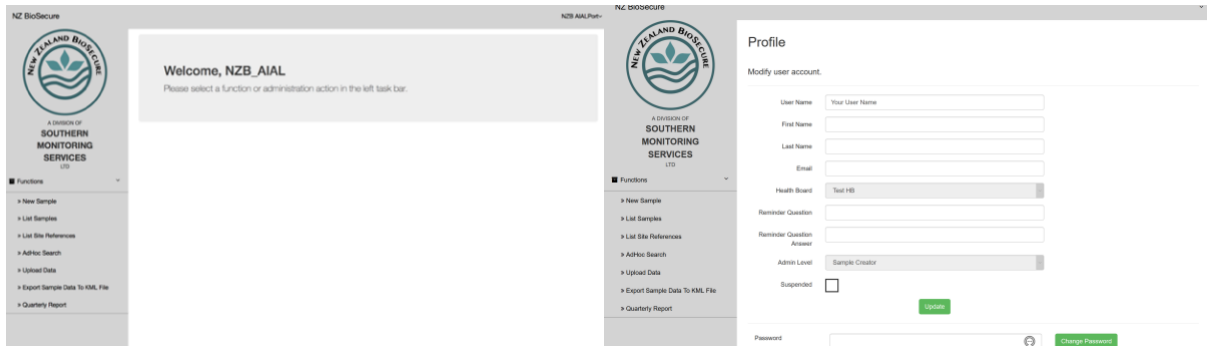 NZ BioSecure
NZB AIALPort
NEW ZEALAND BIOSECURE
A DIVISION OF
SOUTHERN
MONITORING
SERVICES
LTD
Functions
» New Sample
» List Samples
» List Site References
» AdHoc Search
» Upload Data
» Export Sample Data To KML File
» Quarterly Report
Welcome, NZB_AIAL
Please select a function or administration action in the left task bar.
NZ BioSecure
NEW ZEALAND BIOSECURE
A DIVISION OF
SOUTHERN
MONITORING
SERVICES
LTD
Functions
» New Sample
» List Samples
» List Site References
» AdHoc Search
» Upload Data
» Export Sample Data To KML File
» Quarterly Report
Profile
Modify user account.
User Name Your User Name
First Name
Last Name
Email
Health Board Test HB
Reminder Question
Reminder Question
Answer
Admin Level Sample Creator
Suspended
Update
Password Change Password